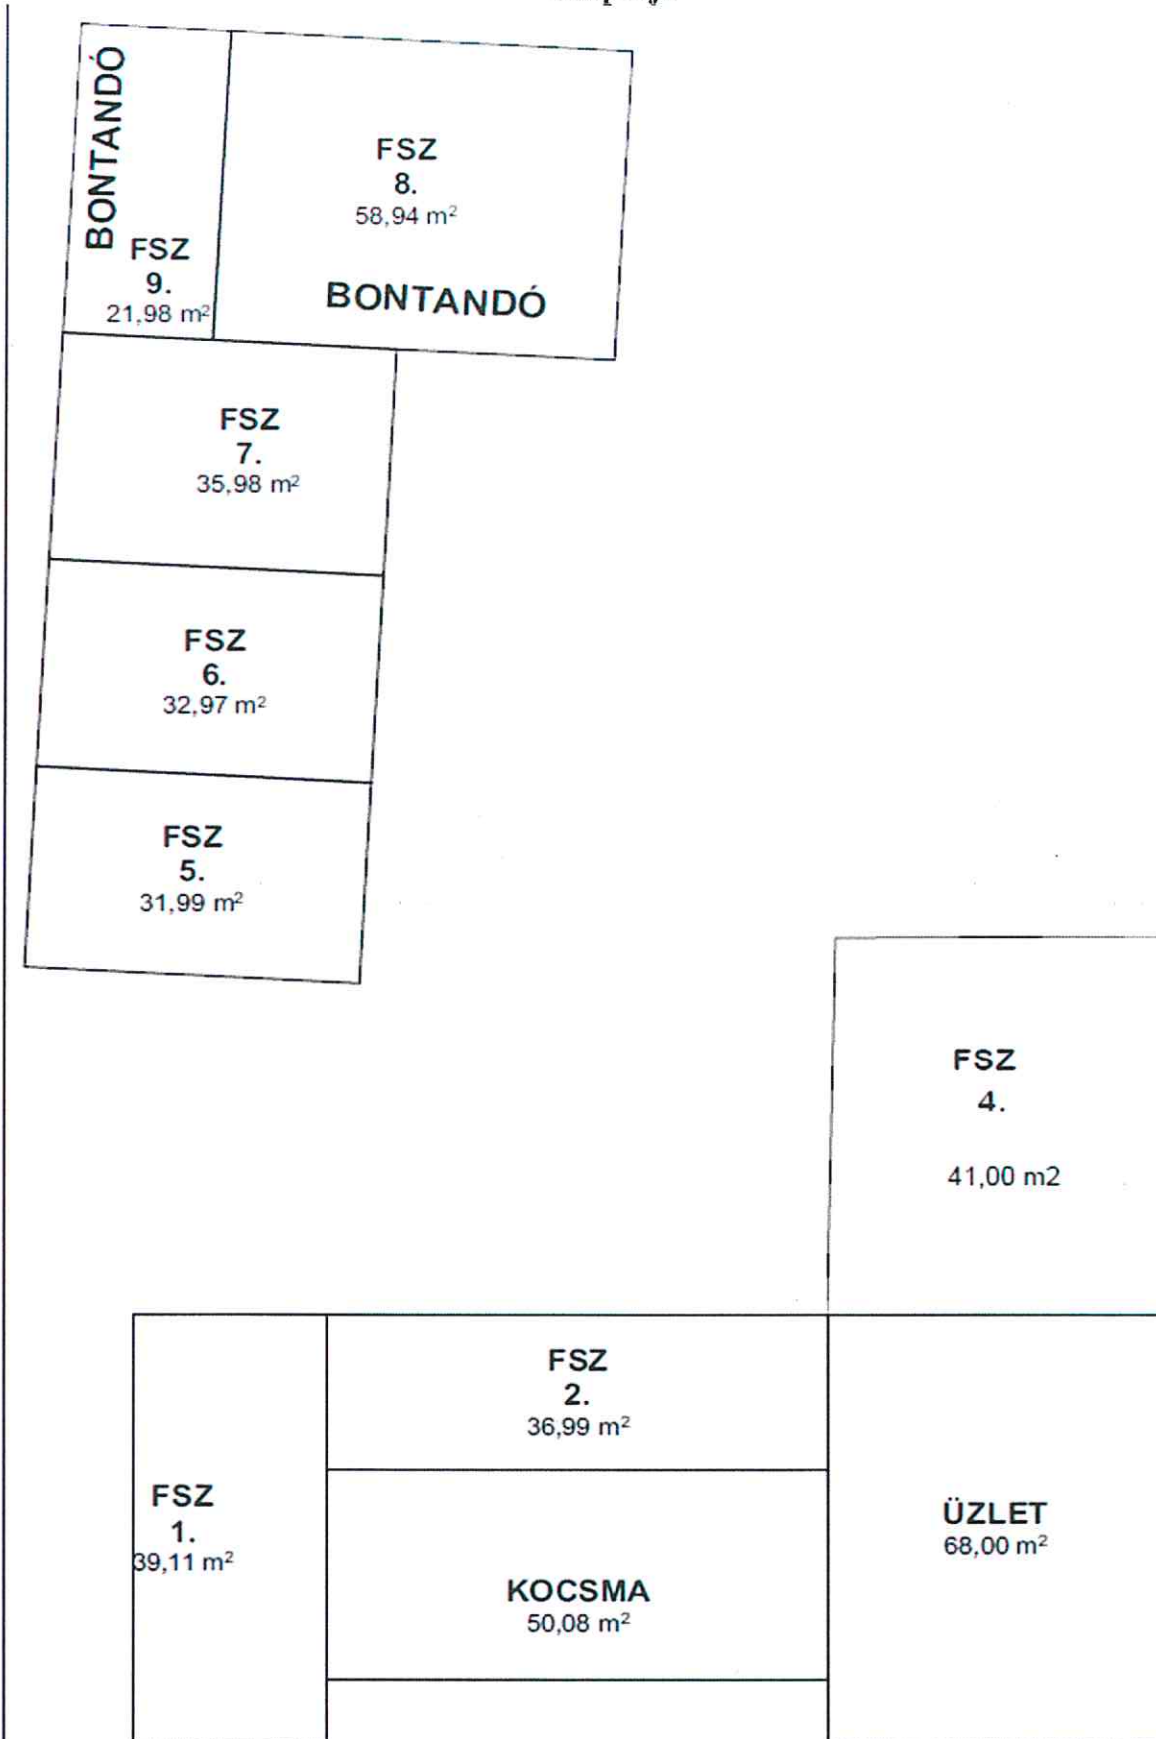 BONTANDÓ
FSZ
9.
21,98 m²
FSZ
8.
58,94 m²
BONTANDÓ
FSZ
7.
35,98 m²
FSZ
6.
32,97 m²
FSZ
5.
31,99 m²
FSZ
4.
41,00 m2
FSZ
2.
36,99 m²
FSZ
1.
39,11 m²
KOCSMA
50,08 m²
ÜZLET
68,00 m²